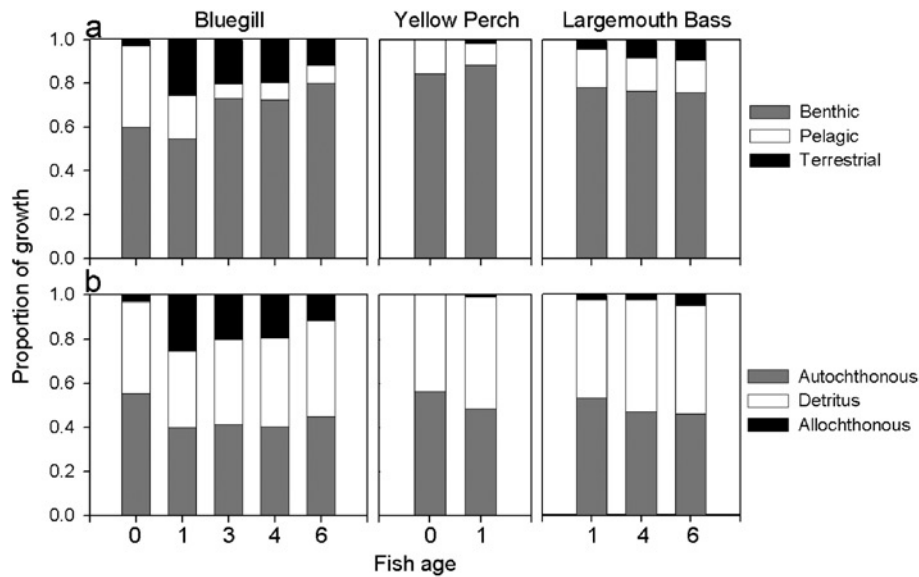 Bluegill Yellow Perch Largemouth Bass
a
1.0
0.8
0.6
0.4
0.2
0.0
Benthic
Pelagic
Terrestrial
Proportion of growth
b
1.0
0.8
0.6
0.4
0.2
0.0
Autochthonous
Detritus
Allochthonous
0 1 3 4 6 0 1 1 4 6
Fish age